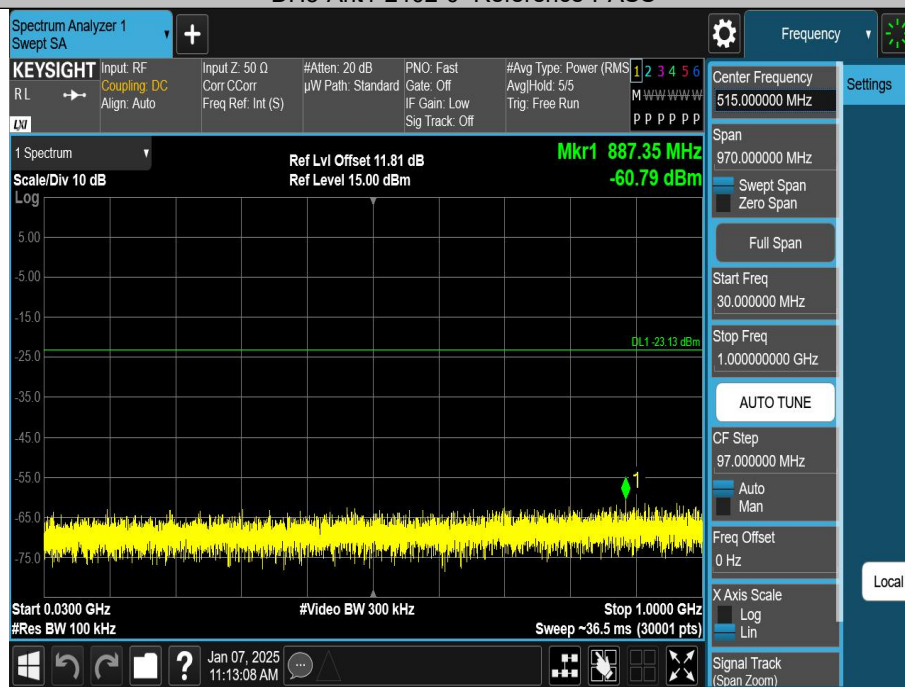 Spectrum Analyzer 1
Swept SA
Frequency
KEYSIGHT
RL
LXI
Input: RF
Coupling: DC
Align: Auto
Input Z: 50 Ω
Corr CCorr
Freq Ref: Int (S)
#Atten: 20 dB
µW Path: Standard
PNO: Fast
Gate: Off
IF Gain: Low
Sig Track: Off
#Avg Type: Power (RMS
Avg|Hold: 5/5
Trig: Free Run
1 2 3 4 5 6
M W W W W W
P P P P P P
Settings
1 Spectrum
Scale/Div 10 dB
Log
Ref Lvl Offset 11.81 dB
Ref Level 15.00 dBm
Mkr1 887.35 MHz
-60.79 dBm
5.00
-5.00
-15.0
-25.0
-35.0
-45.0
-55.0
-65.0
-75.0
DL1 -23.13 dBm
1
Start 0.0300 GHz
#Res BW 100 kHz
#Video BW 300 kHz
Stop 1.0000 GHz
Sweep ~36.5 ms (30001 pts)
Center Frequency
515.000000 MHz
Span
970.000000 MHz
Swept Span
Zero Span
Full Span
Start Freq
30.000000 MHz
Stop Freq
1.000000000 GHz
AUTO TUNE
CF Step
97.000000 MHz
Auto
Man
Freq Offset
0 Hz
X Axis Scale
Log
Lin
Signal Track
(Span Zoom)
Local
?
Jan 07, 2025
11:13:08 AM